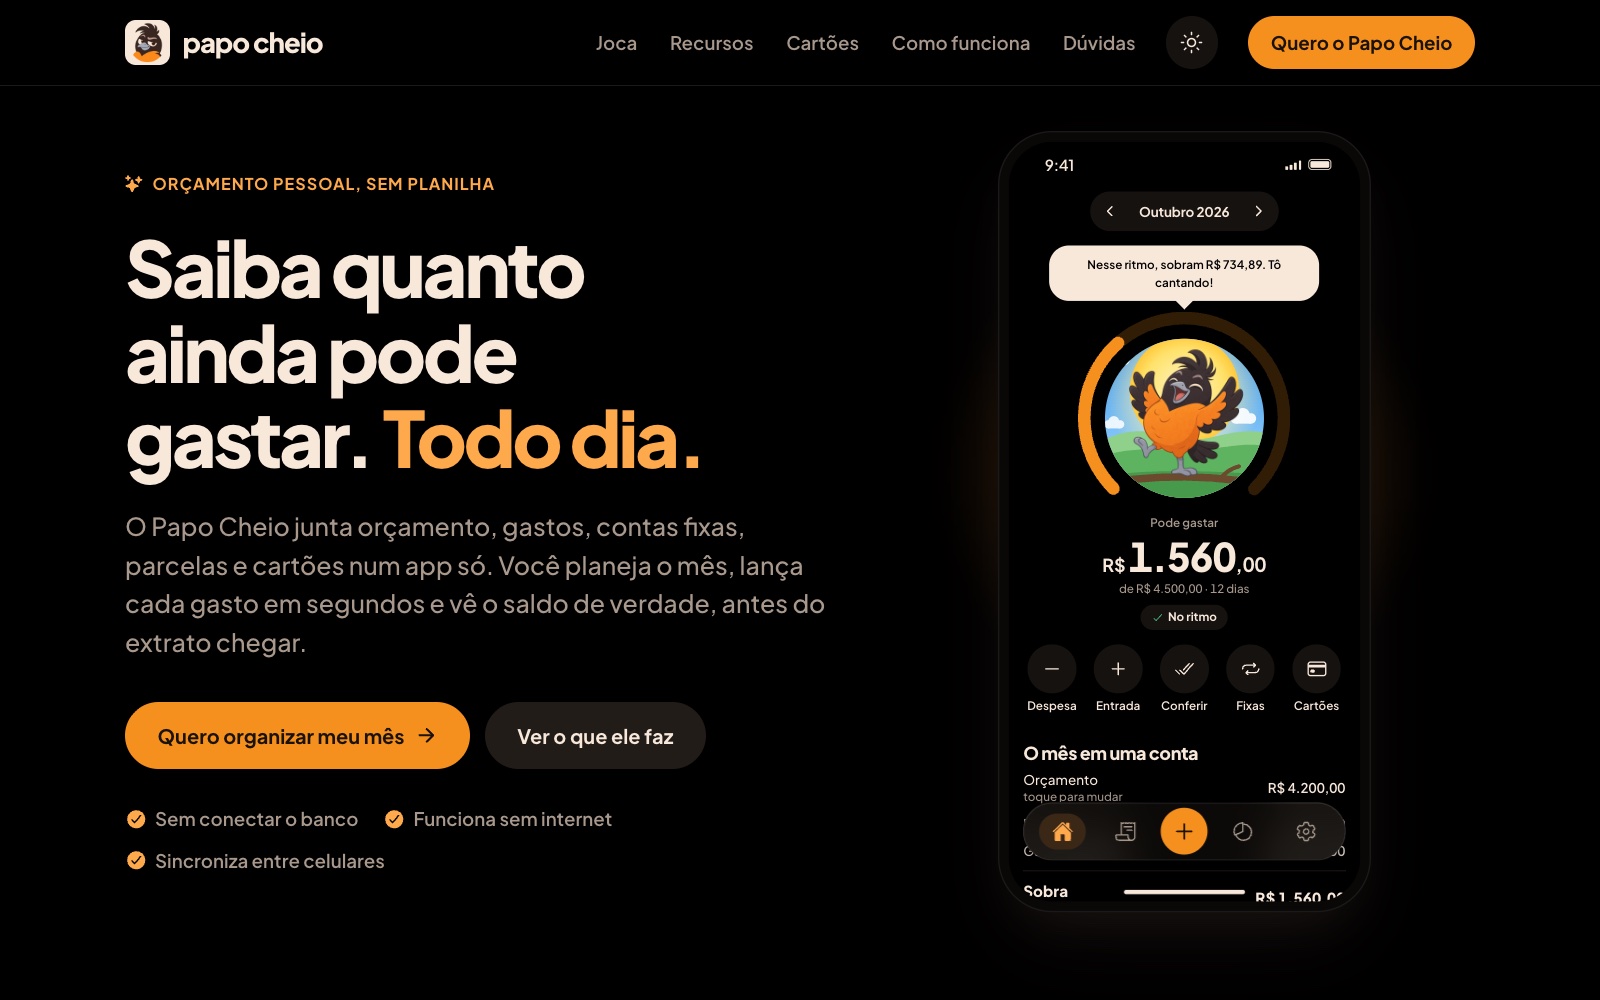 papo cheio
Joca
Recursos
Cartões
Como funciona
Dúvidas
Quero o Papo Cheio
ORÇAMENTO PESSOAL, SEM PLANILHA
Saiba quanto
ainda pode
gastar. Todo dia.
O Papo Cheio junta orçamento, gastos, contas fixas,
parcelas e cartões num app só. Você planeja o mês, lança
cada gasto em segundos e vê o saldo de verdade, antes do
extrato chegar.
Quero organizar meu mês
Ver o que ele faz
Sem conectar o banco
Funciona sem internet
Sincroniza entre celulares
9:41
Outubro 2026
Nesse ritmo, sobram R$ 734,89. Tô
cantando!
Pode gastar
R$ 1.560,00
de R$ 4.500,00 · 12 dias
No ritmo
Despesa
Entrada
Conferir
Fixas
Cartões
O mês em uma conta
Orçamento
R$ 4.200,00
toque para mudar
Sobra
R$ 1.560,0